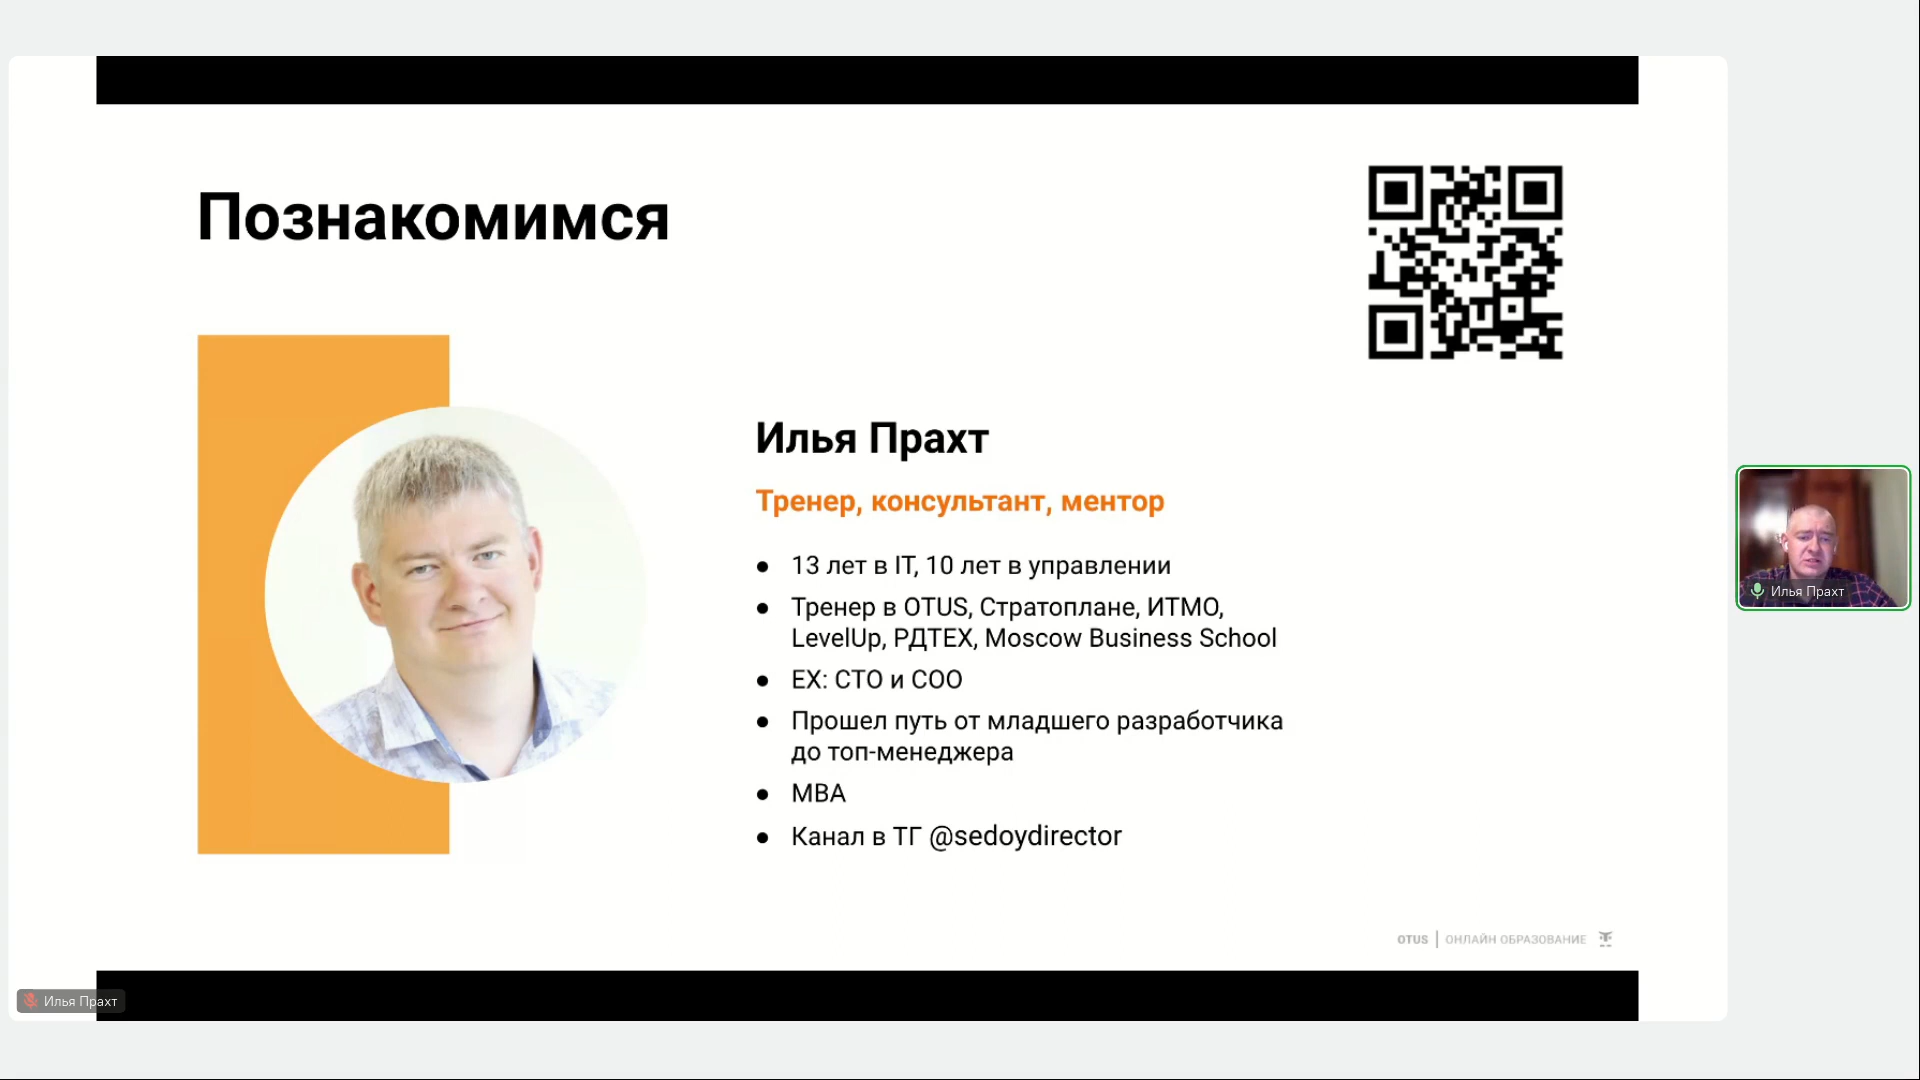 Познакомимся
Илья Прахт
Тренер, консультант, ментор
● 13 лет в IT, 10 лет в управлении
● Тренер в OTUS, Стратоплане, ИТМО,
LevelUp, РДТЕХ, Moscow Business School
● EX: CTO и COO
● Прошел путь от младшего разработчика
до топ-менеджера
● MBA
● Канал в ТГ @sedoydirector
OTUS | ОНЛАЙН ОБРАЗОВАНИЕ
Илья Прахт
Илья Прахт